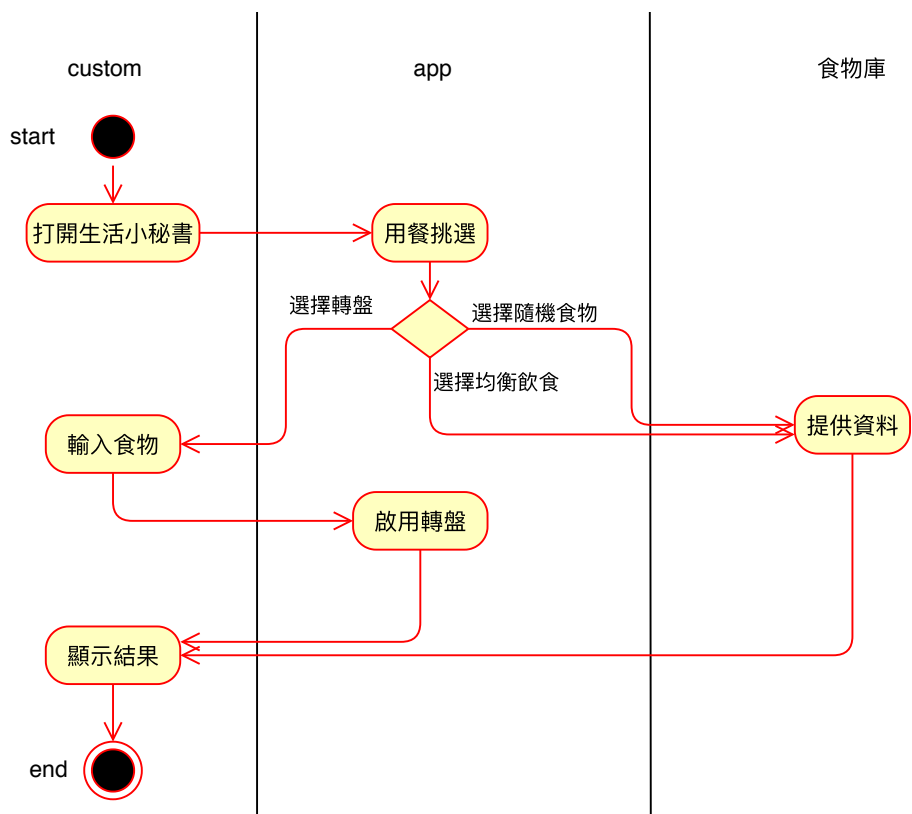 custom
app
食物庫
start
打開生活小秘書
用餐挑選
選擇轉盤
選擇隨機食物
選擇均衡飲食
輸入食物
提供資料
啟用轉盤
顯示結果
end